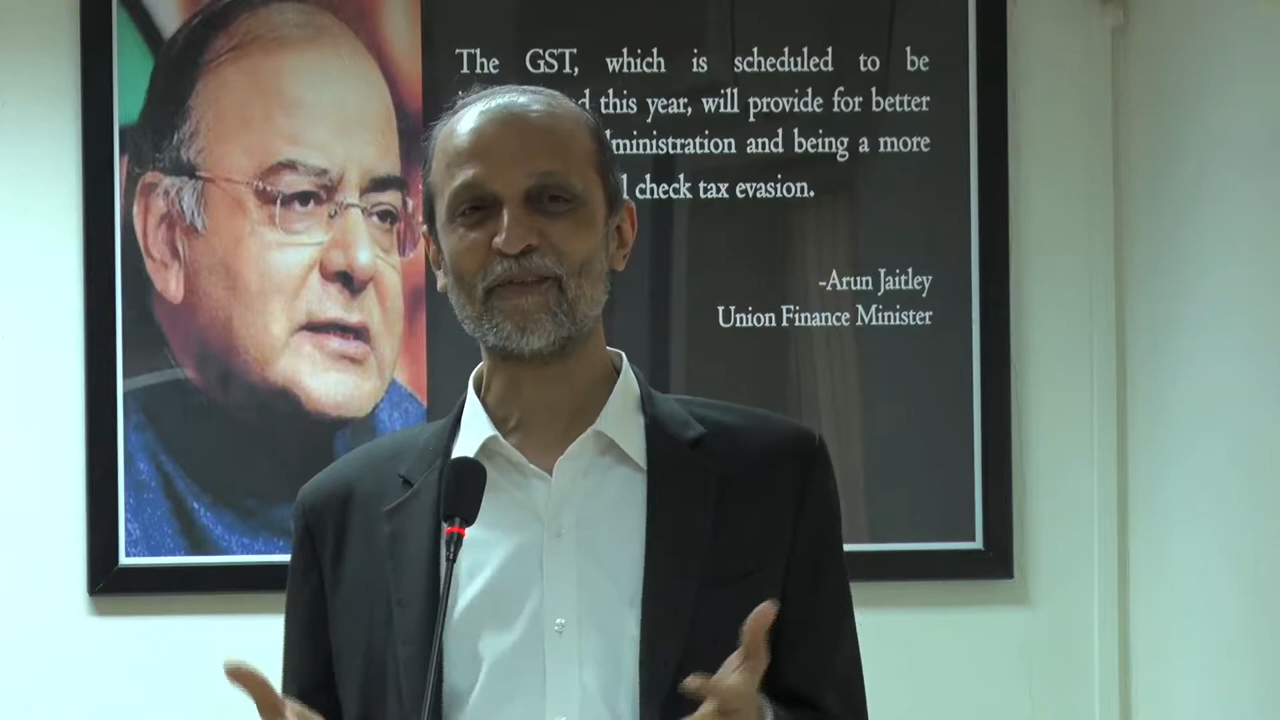 The GST, which is scheduled to be
this year, will provide for better
and being a more
check tax evasion.
-Arun Jaitley
Union Finance Minister